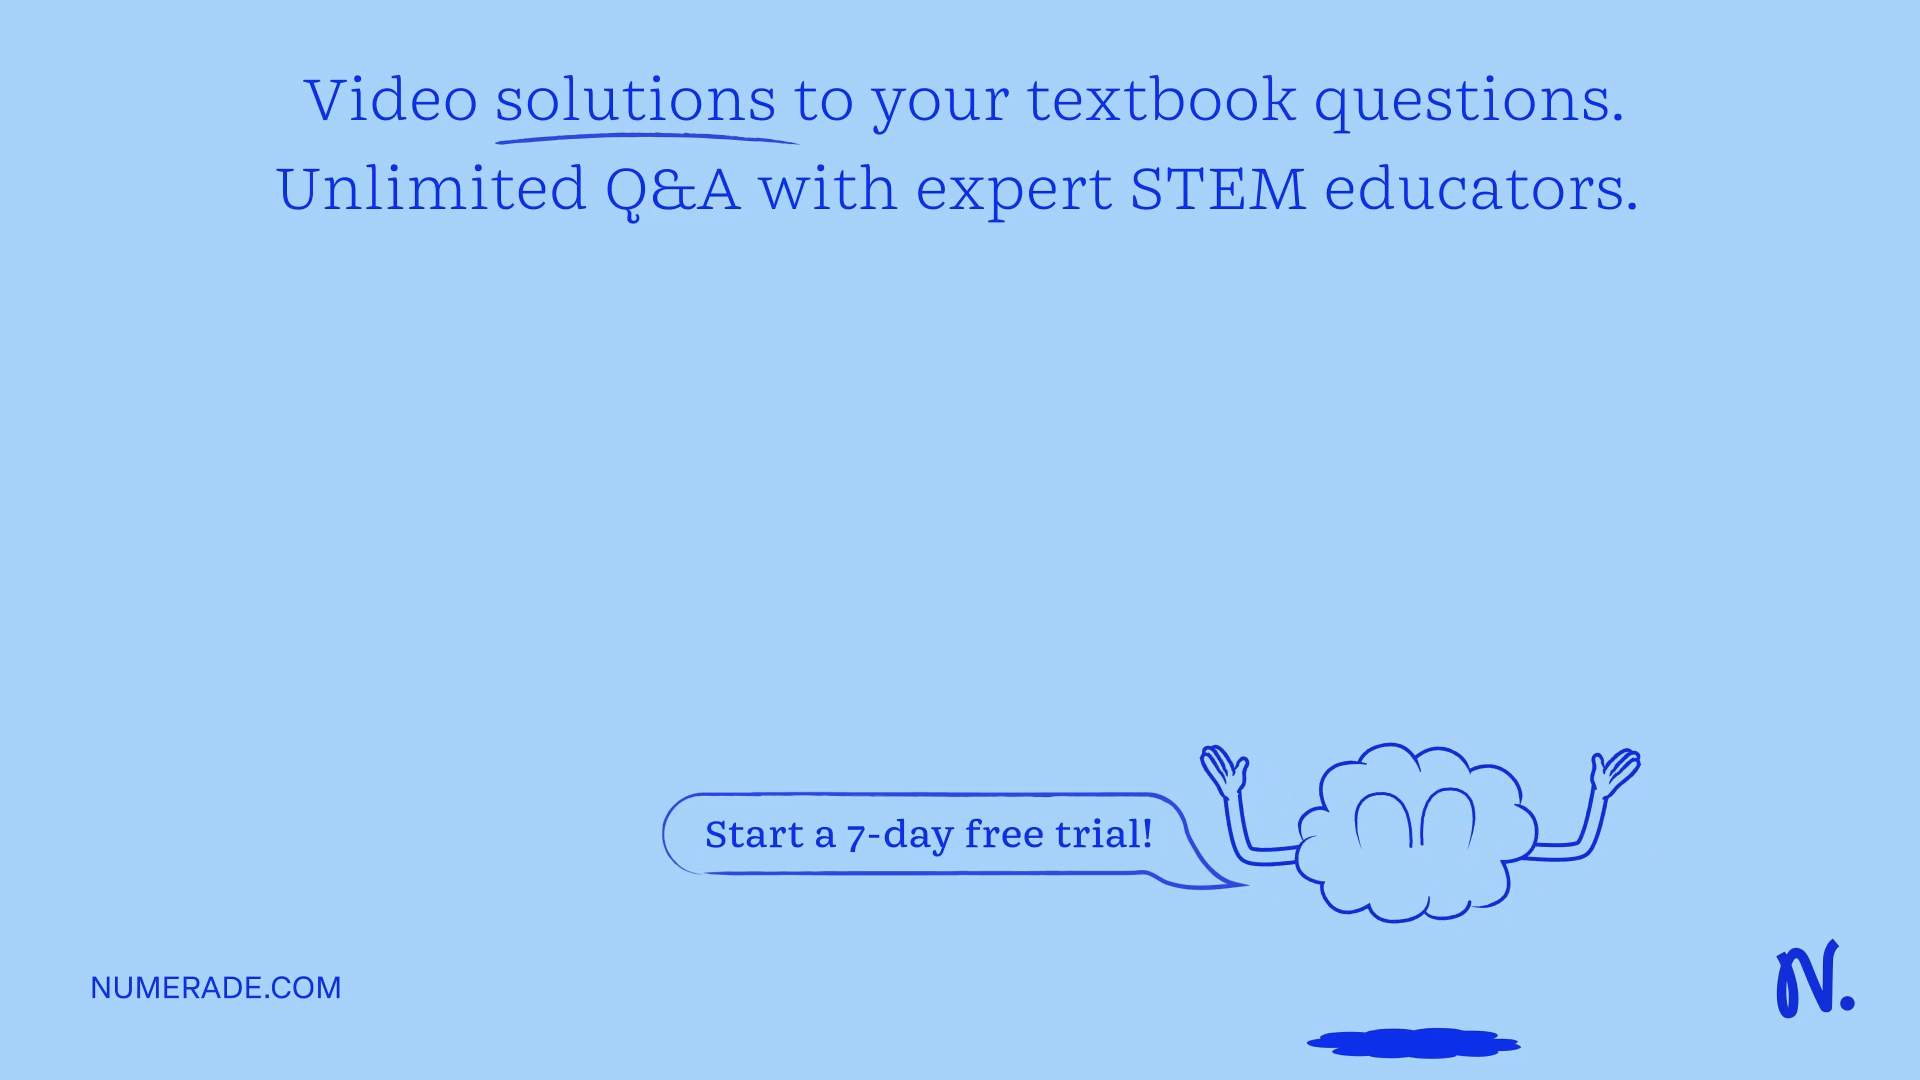 Video solutions to your textbook questions.
Unlimited Q&A with expert STEM educators.
Start a 7-day free trial!
NUMERADE.COM
N.